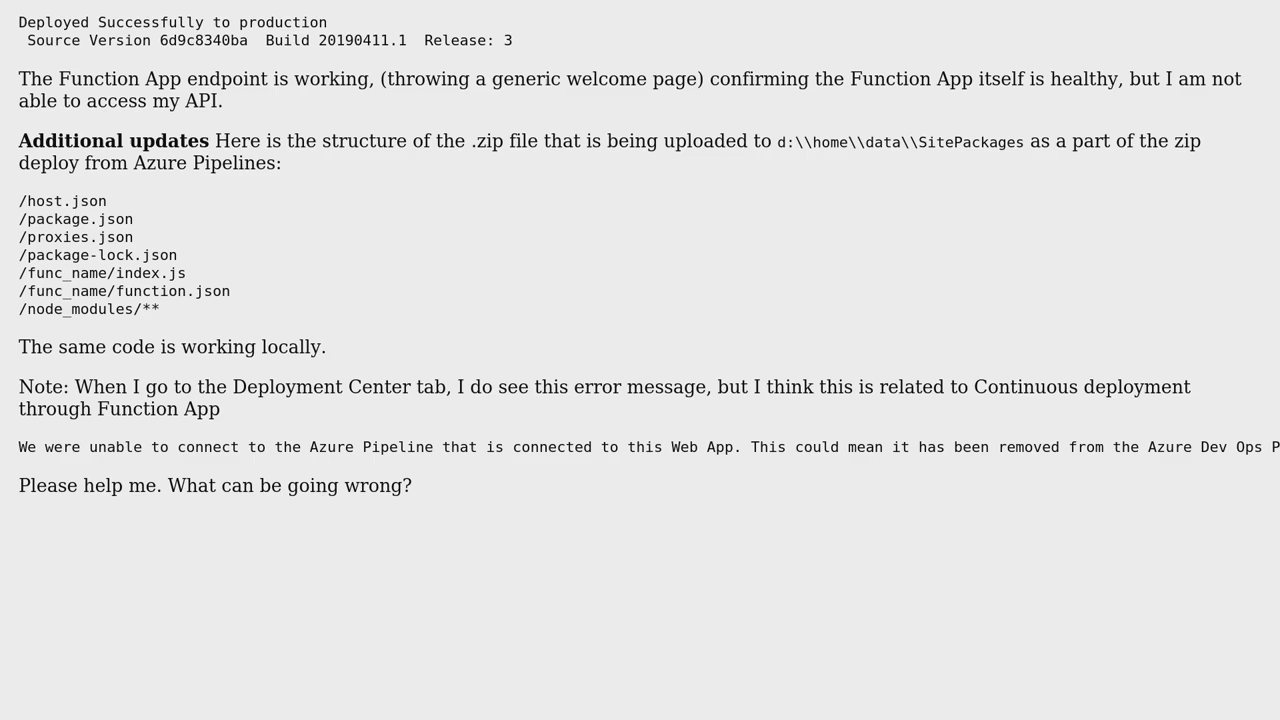 Deployed Successfully to production
Source Version 6d9c8340ba  Build 20190411.1  Release: 3
The Function App endpoint is working, (throwing a generic welcome page) confirming the Function App itself is healthy, but I am not
able to access my API.
Additional updates Here is the structure of the .zip file that is being uploaded to d:\\home\\data\\SitePackages as a part of the zip
deploy from Azure Pipelines:
/host.json
/package.json
/proxies.json
/package-lock.json
/func_name/index.js
/func_name/function.json
/node_modules/**
The same code is working locally.
Note: When I go to the Deployment Center tab, I do see this error message, but I think this is related to Continuous deployment
through Function App
We were unable to connect to the Azure Pipeline that is connected to this Web App. This could mean it has been removed from the Azure Dev Ops P
Please help me. What can be going wrong?